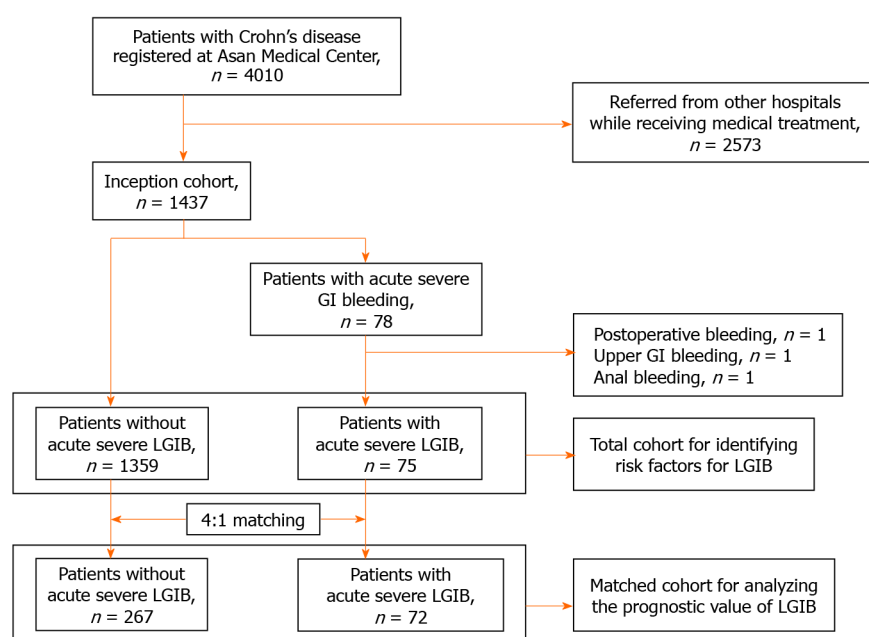 Patients with Crohn’s disease
registered at Asan Medical Center,
n = 4010
Referred from other hospitals
while receiving medical treatment,
n = 2573
Inception cohort,
n = 1437
Patients with acute severe
GI bleeding,
n = 78
Postoperative bleeding, n = 1
Upper GI bleeding, n = 1
Anal bleeding, n = 1
Patients without
acute severe LGIB,
n = 1359
Patients with
acute severe LGIB,
n = 75
Total cohort for identifying
risk factors for LGIB
4:1 matching
Patients without
acute severe LGIB,
n = 267
Patients with
acute severe LGIB,
n = 72
Matched cohort for analyzing
the prognostic value of LGIB